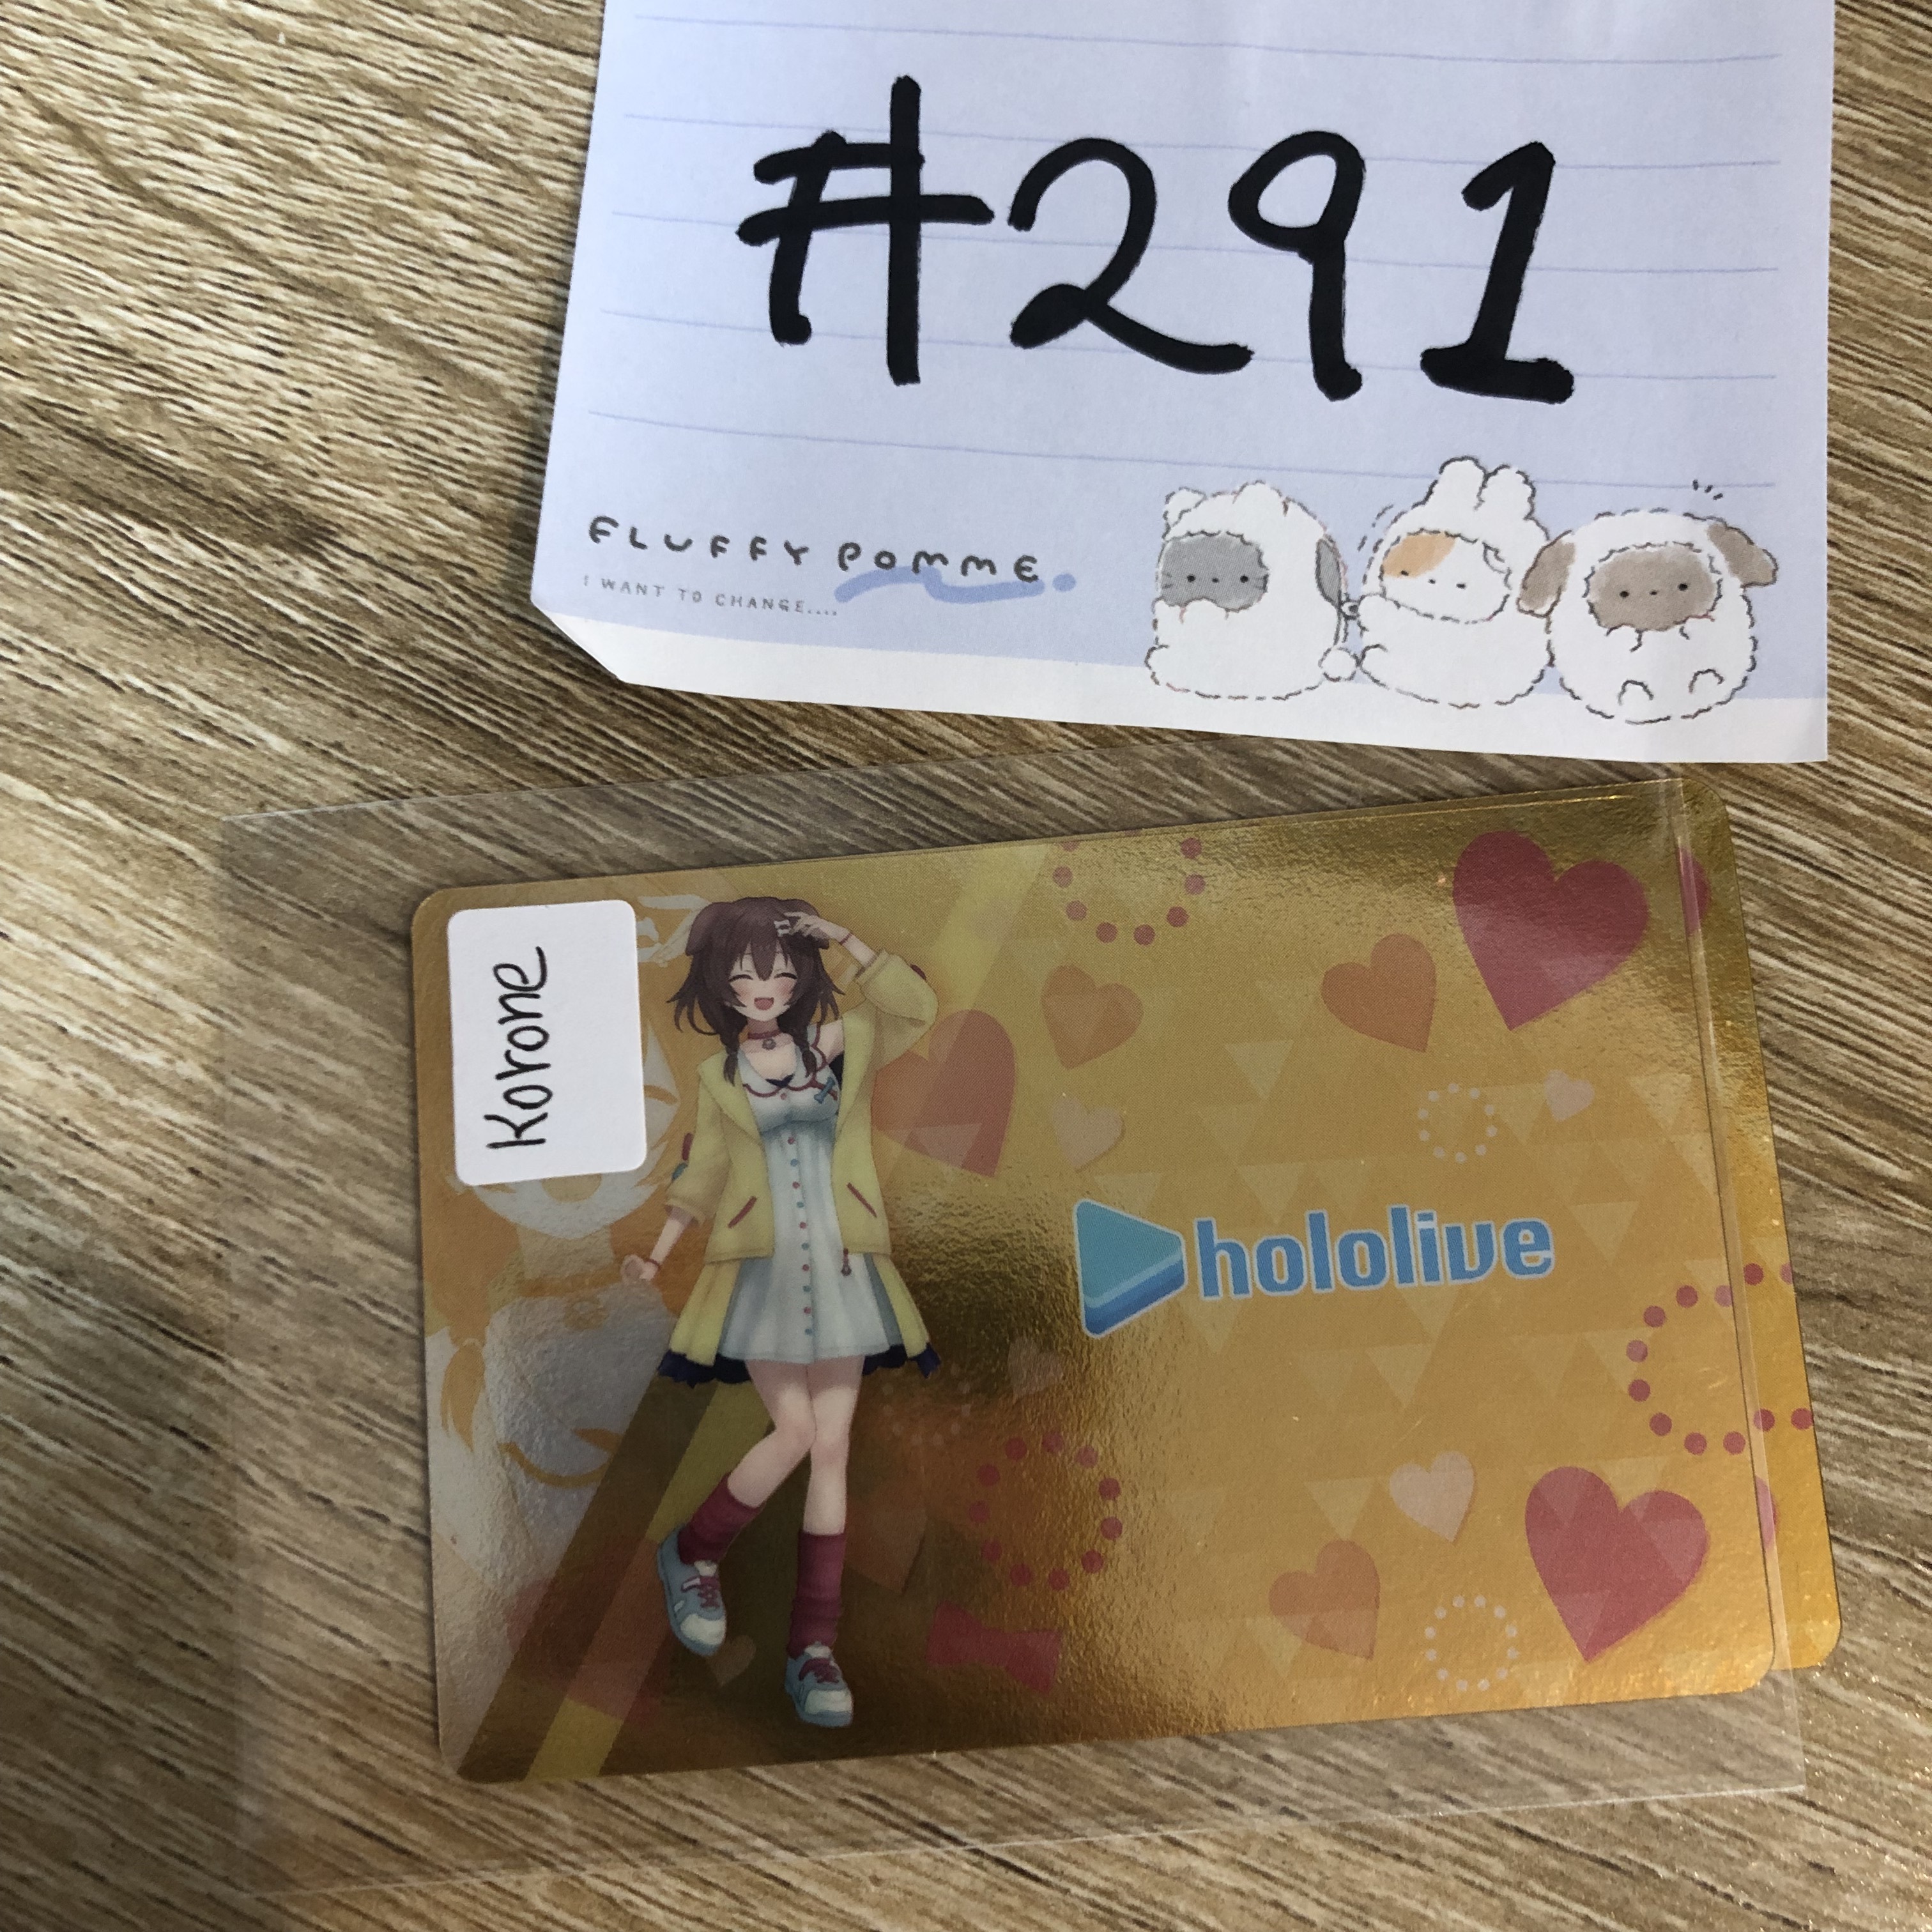 #291
FLUFFY POMME.
I WANT TO CHANGE....
Korone
hololive